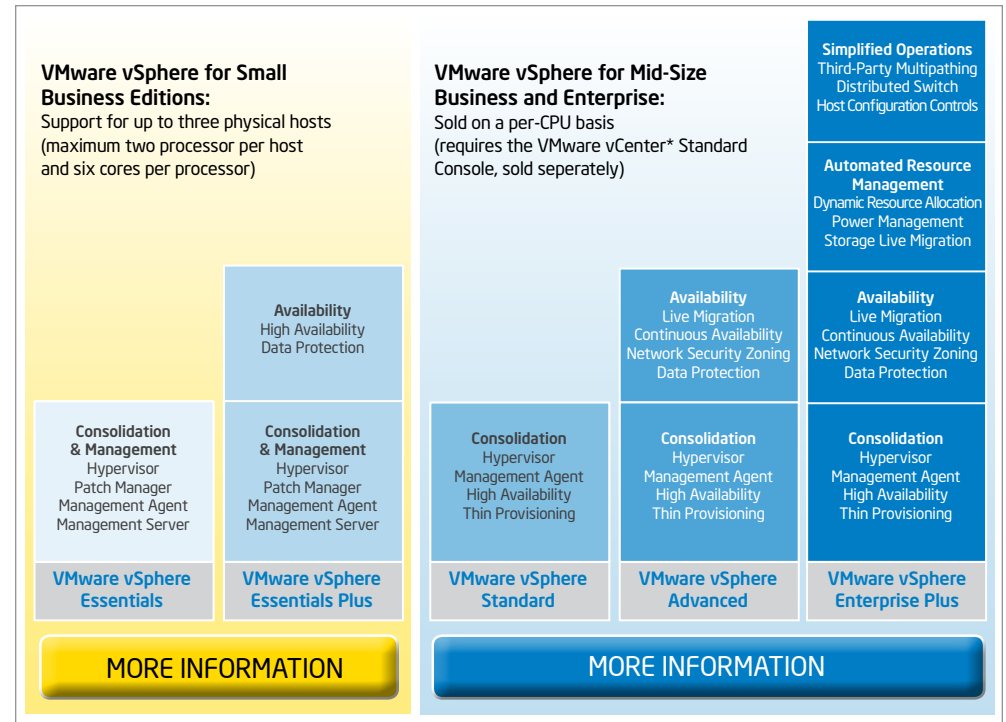 VMware vSphere for Small
Business Editions:
Support for up to three physical hosts
(maximum two processor per host
and six cores per processor)
Availability
High Availability
Data Protection
Consolidation
& Management
Hypervisor
Patch Manager
Management Agent
Management Server
Consolidation
& Management
Hypervisor
Patch Manager
Management Agent
Management Server
VMware vSphere
Essentials
VMware vSphere
Essentials Plus
MORE INFORMATION
VMware vSphere for Mid-Size
Business and Enterprise:
Sold on a per-CPU basis
(requires the VMware vCenter* Standard
Console, sold seperately)
Simplified Operations
Third-Party Multipathing
Distributed Switch
Host Configuration Controls
Automated Resource
Management
Dynamic Resource Allocation
Power Management
Storage Live Migration
Availability
Live Migration
Continuous Availability
Network Security Zoning
Data Protection
Availability
Live Migration
Continuous Availability
Network Security Zoning
Data Protection
Consolidation
Hypervisor
Management Agent
High Availability
Thin Provisioning
Consolidation
Hypervisor
Management Agent
High Availability
Thin Provisioning
Consolidation
Hypervisor
Management Agent
High Availability
Thin Provisioning
VMware vSphere
Standard
VMware vSphere
Advanced
VMware vSphere
Enterprise Plus
MORE INFORMATION